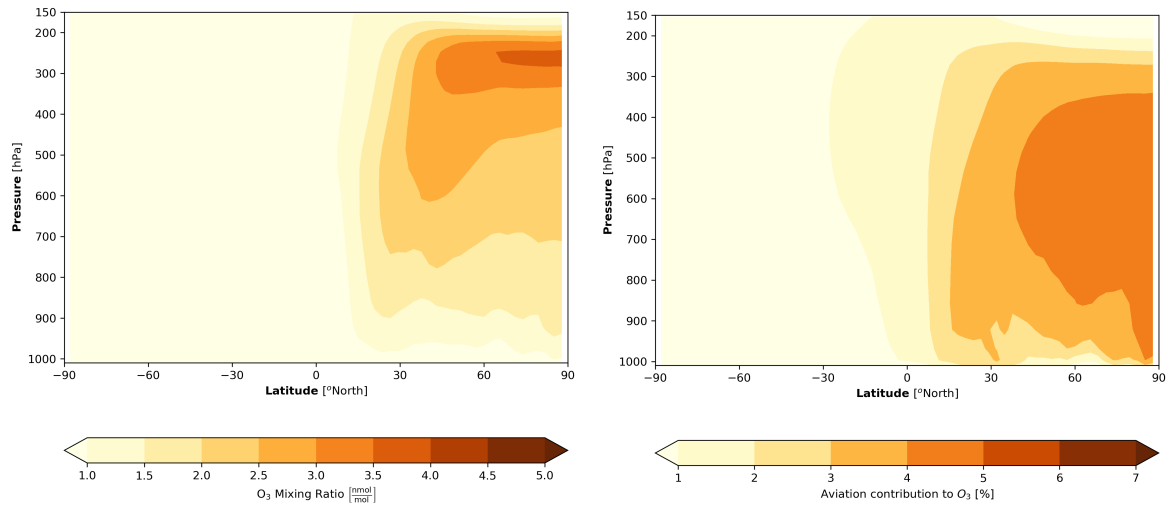 150
200
300
400
500
600
700
800
900
1000
Pressure [hPa]
−90 −60 −30 0 30 60 90
Latitude [°North]
1.0 1.5 2.0 2.5 3.0 3.5 4.0 4.5 5.0
O₃ Mixing Ratio [nmol/mol]
150
200
300
400
500
600
700
800
900
1000
Pressure [hPa]
−90 −60 −30 0 30 60 90
Latitude [°North]
1 2 3 4 5 6 7
Aviation contribution to O₃ [%]